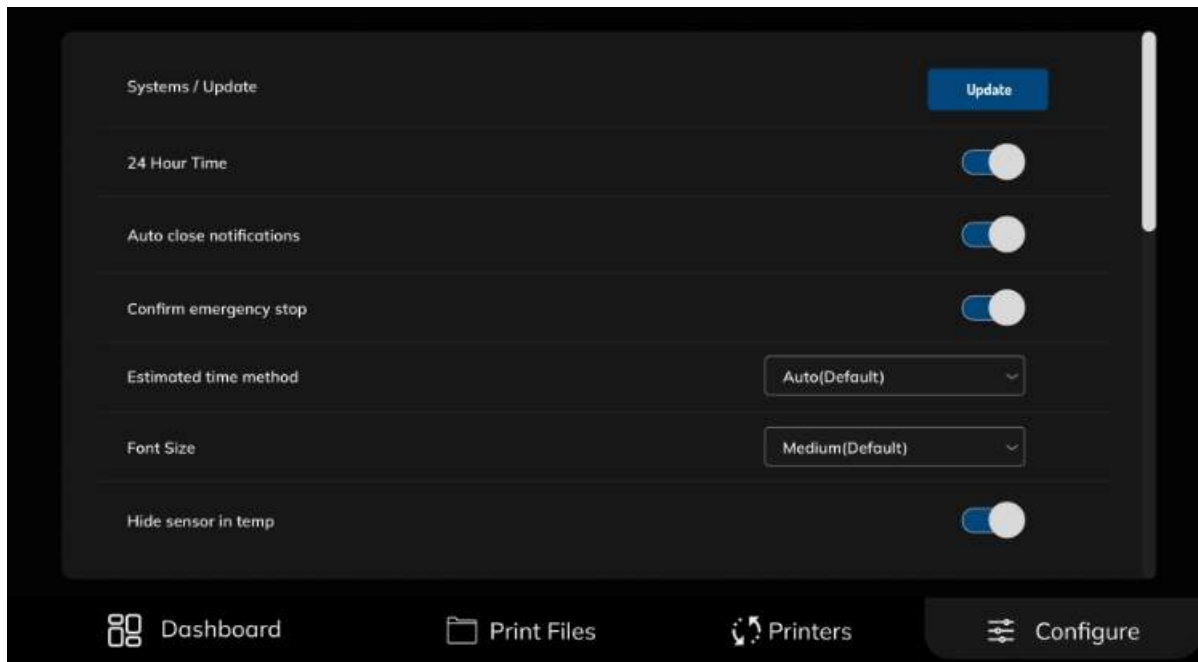 Systems / Update
Update
24 Hour Time
Auto close notifications
Confirm emergency stop
Estimated time method
Auto(Default)
Font Size
Medium(Default)
Hide sensor in temp
Dashboard
Print Files
Printers
Configure